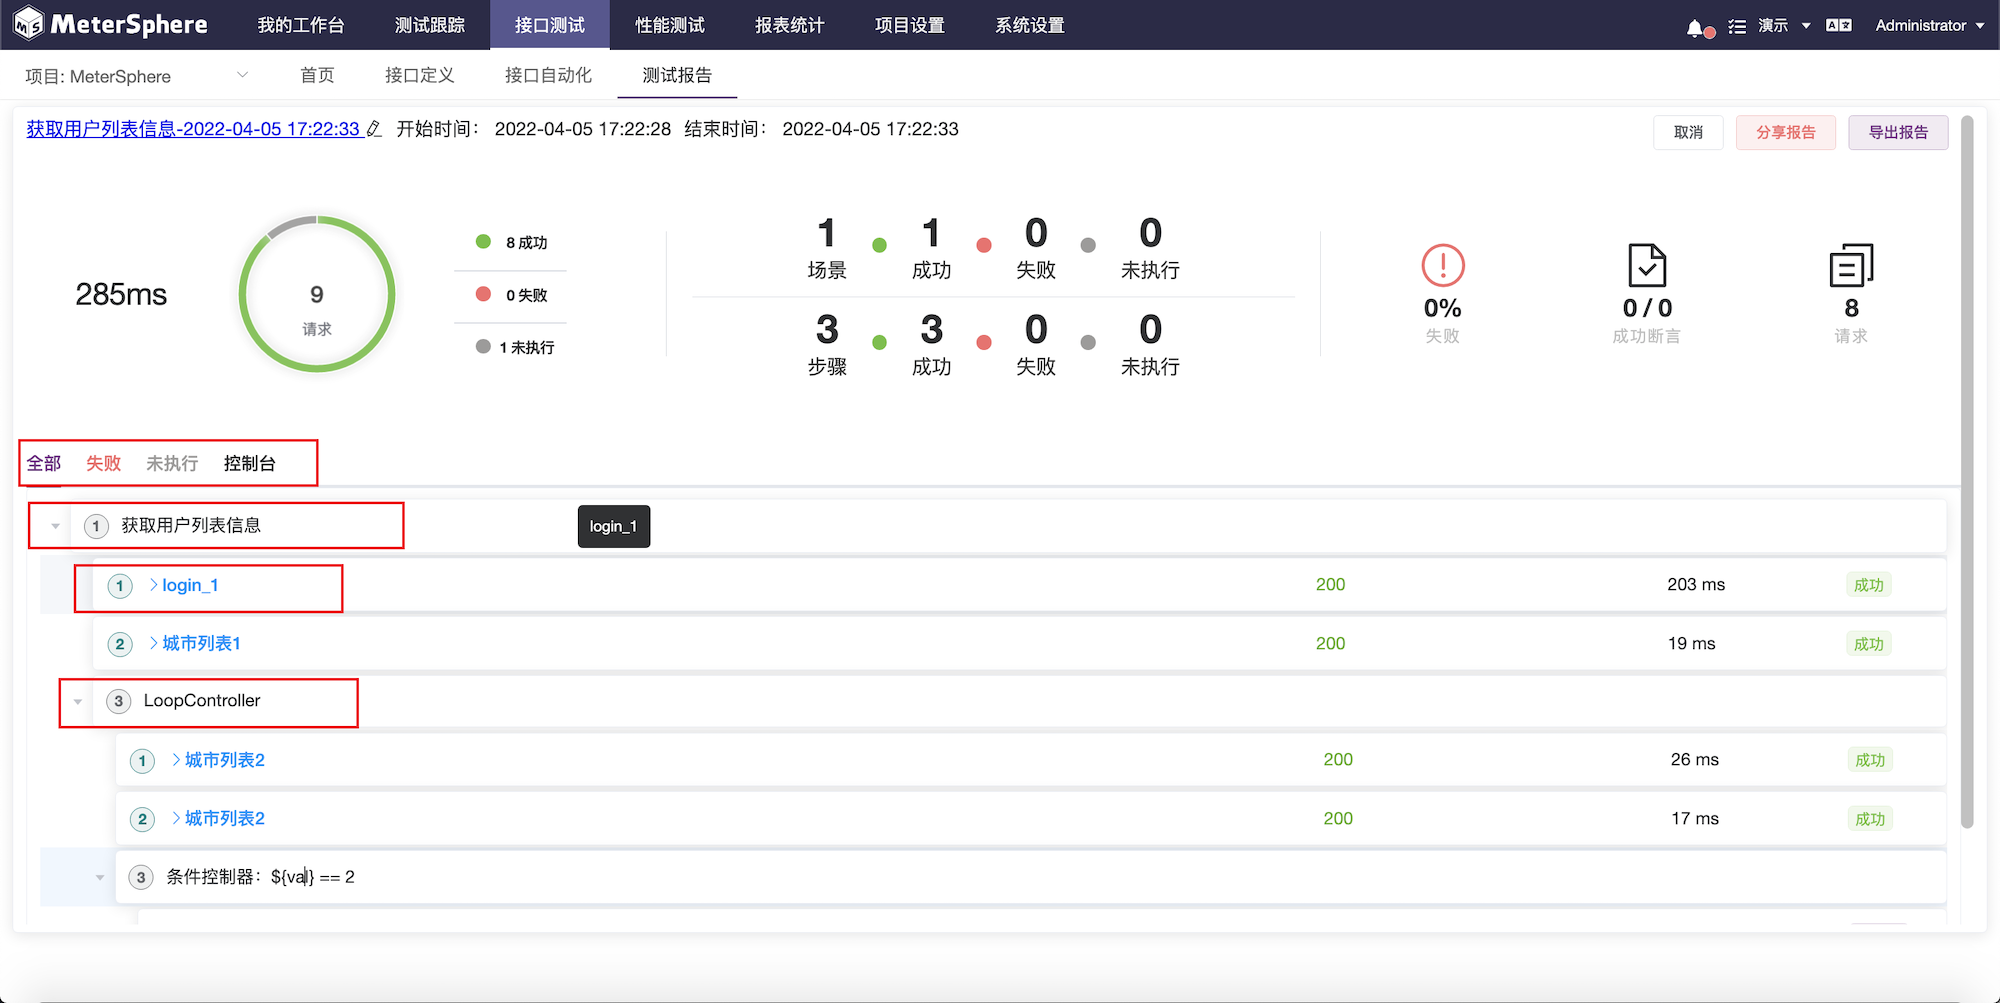 MeterSphere 我的工作台 测试跟踪 接口测试 性能测试 报表统计 项目设置 系统设置 演示 Administrator
项目: MeterSphere 首页 接口定义 接口自动化 测试报告
获取用户列表信息-2022-04-05 17:22:33 开始时间： 2022-04-05 17:22:28 结束时间： 2022-04-05 17:22:33 取消 分享报告 导出报告
285ms
9
请求
8 成功
0 失败
1 未执行
1 1 0 0
场景 成功 失败 未执行
3 3 0 0
步骤 成功 失败 未执行
0% 0 / 0 8
失败 成功断言 请求
全部 失败 未执行 控制台
1 获取用户列表信息 login_1
1 login_1 200 203 ms 成功
2 城市列表1 200 19 ms 成功
3 LoopController
1 城市列表2 200 26 ms 成功
2 城市列表2 200 17 ms 成功
3 条件控制器：${val} == 2